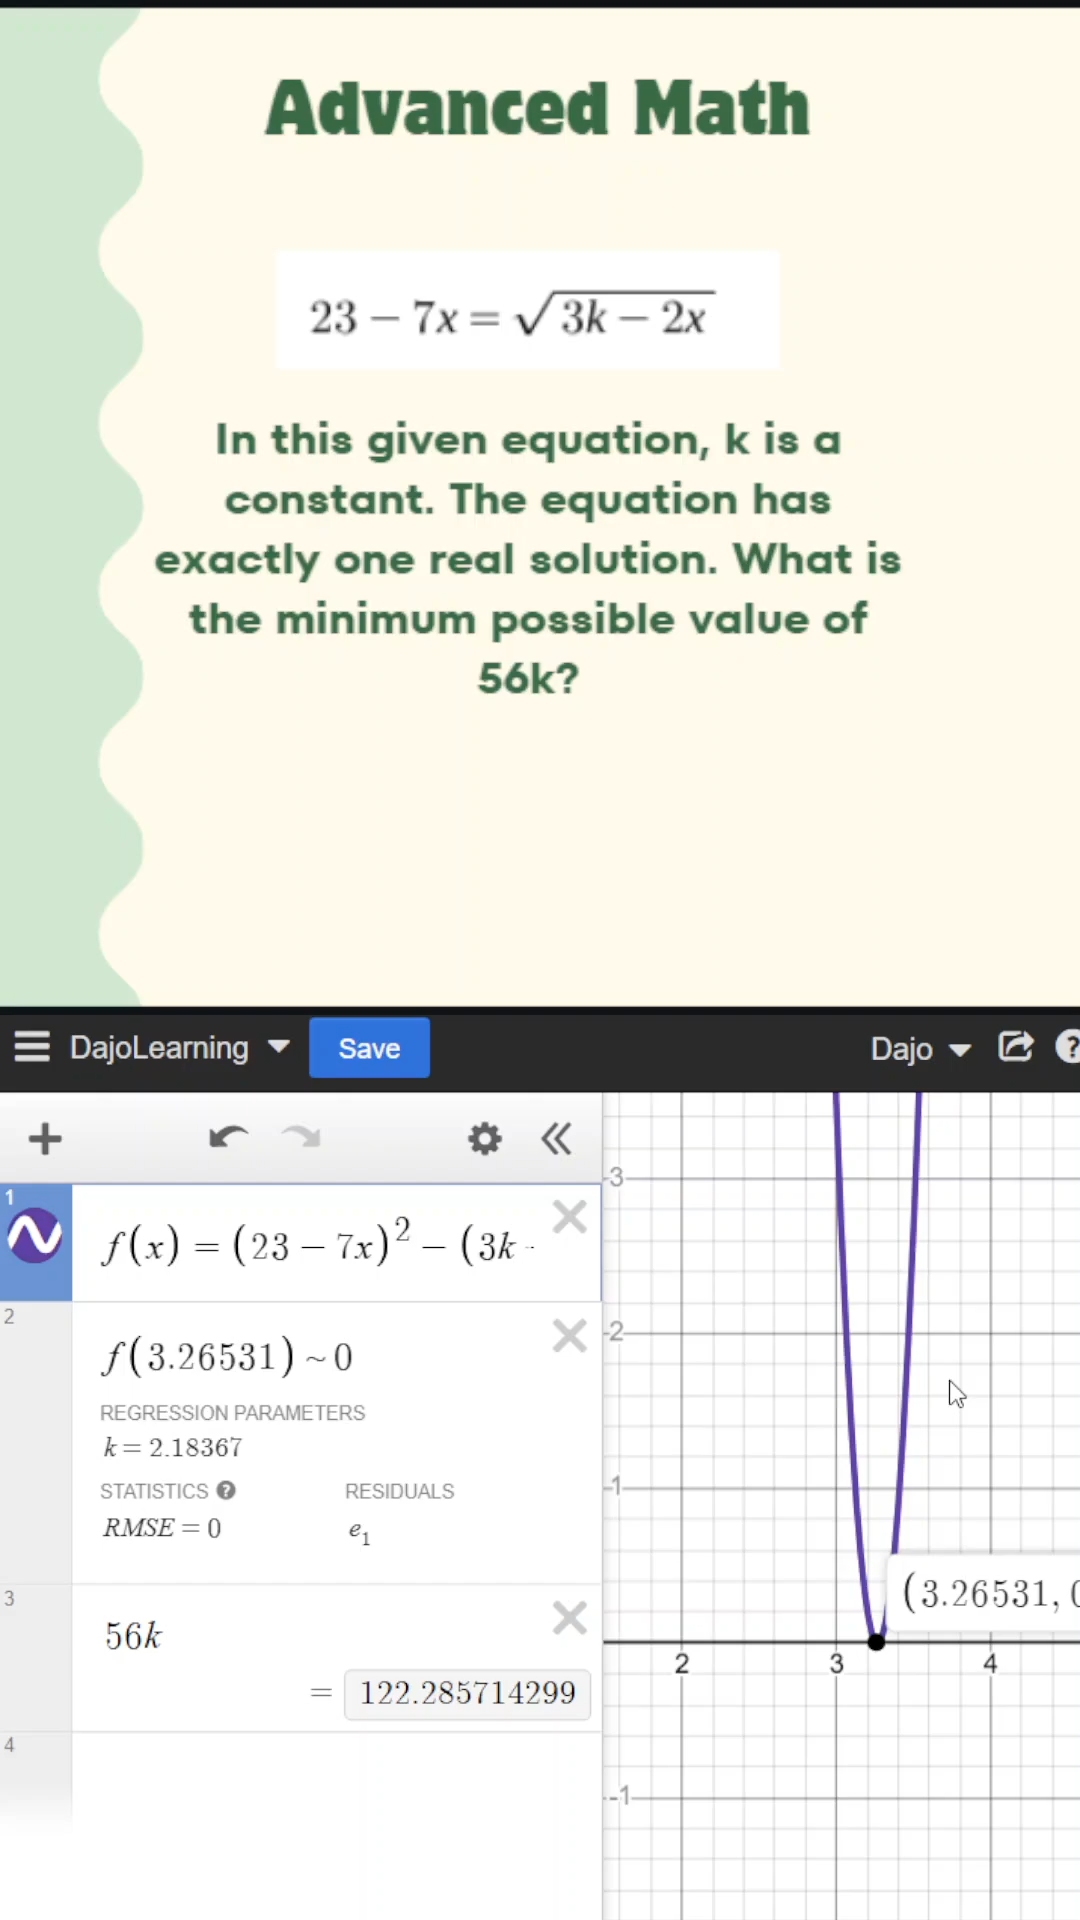 Advanced Math
23 − 7x = √3k − 2x
In this given equation, k is a
constant. The equation has
exactly one real solution. What is
the minimum possible value of
56k?
DajoLearning
Save
Dajo
?
1
f(x) = (23 − 7x)² − (3k
2
f(3.26531) ~ 0
REGRESSION PARAMETERS
k = 2.18367
STATISTICS ? RESIDUALS
RMSE = 0 e₁
3
56k
= 122.285714299
4
3
2
1
(3.26531, 0
2 3 4
-1